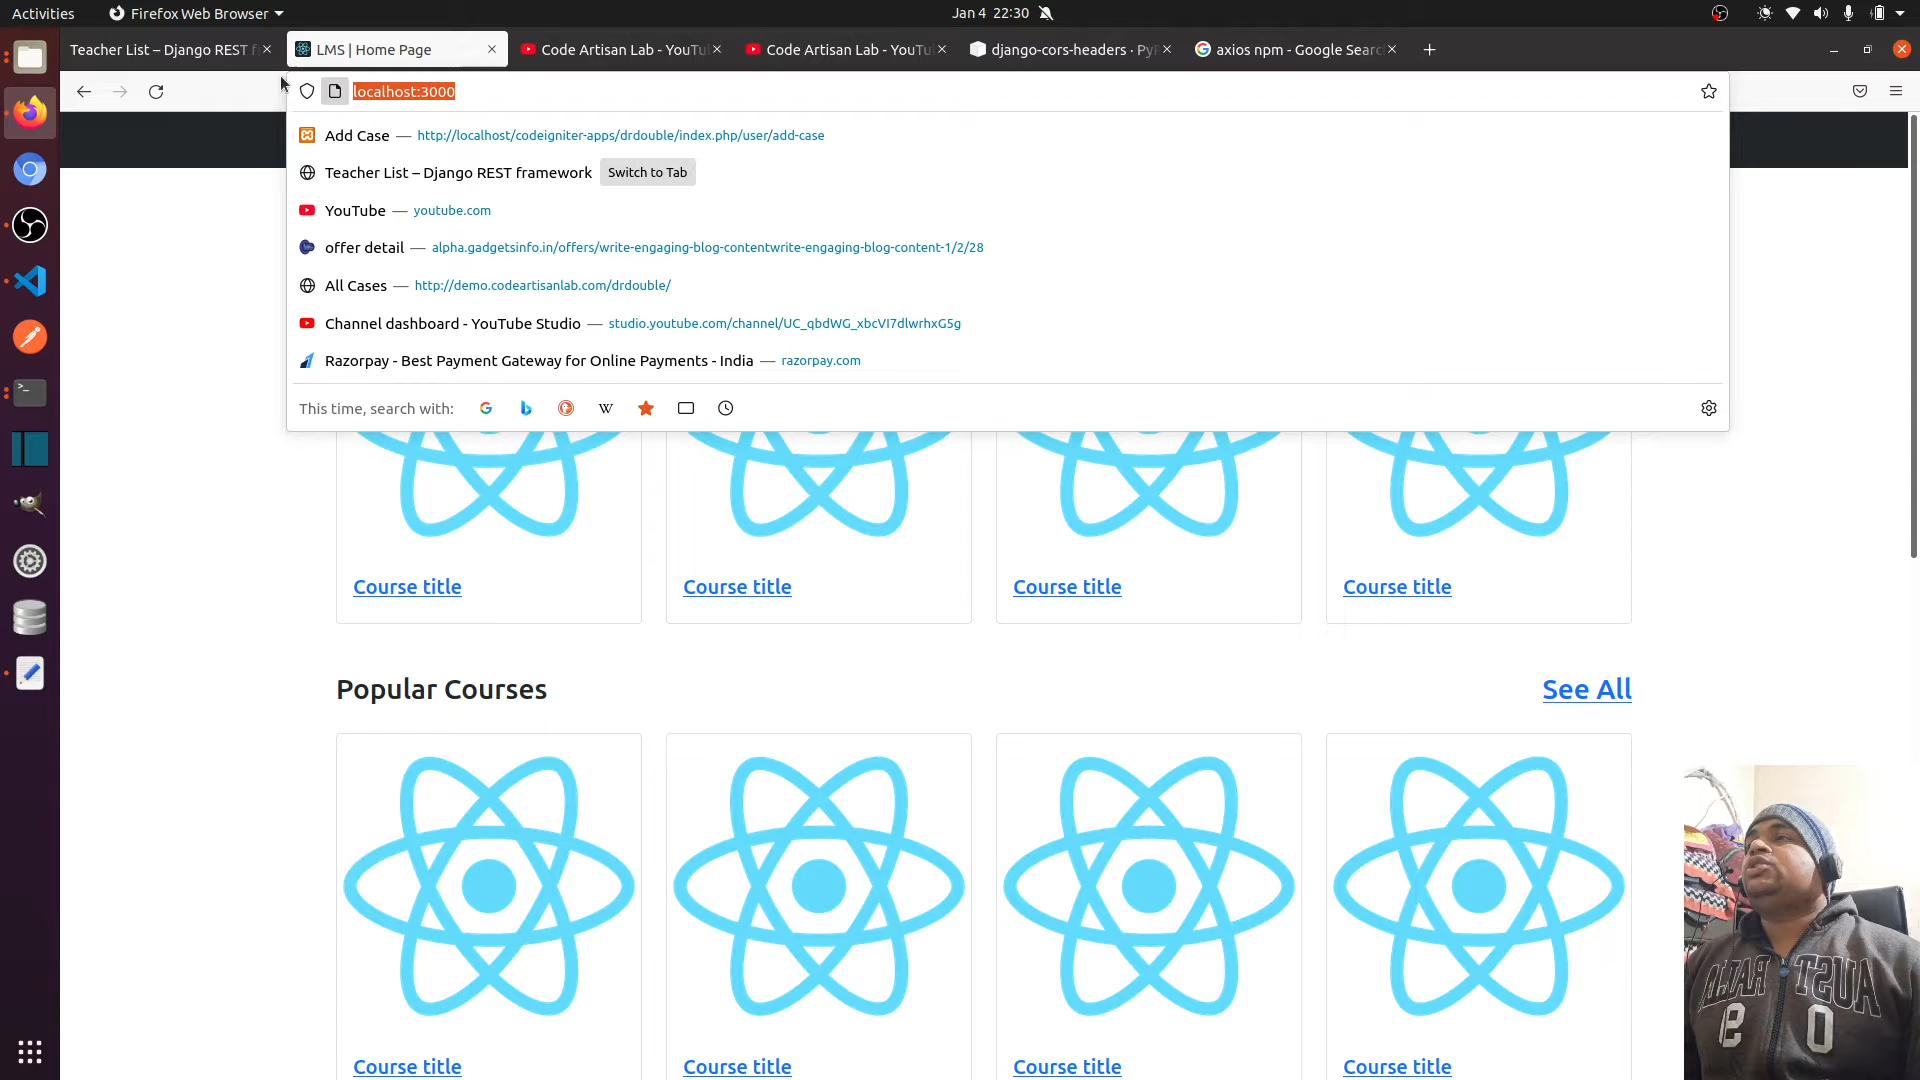 Activities
Firefox Web Browser
Jan 4 22:30
Teacher List – Django REST f
LMS | Home Page
Code Artisan Lab - YouTu
Code Artisan Lab - YouTu
django-cors-headers · PyP
axios npm - Google Searc
localhost:3000
Add Case — http://localhost/codeigniter-apps/drdouble/index.php/user/add-case
Teacher List – Django REST framework Switch to Tab
YouTube — youtube.com
offer detail — alpha.gadgetsinfo.in/offers/write-engaging-blog-contentwrite-engaging-blog-content-1/2/28
All Cases — http://demo.codeartisanlab.com/drdouble/
Channel dashboard - YouTube Studio — studio.youtube.com/channel/UC_qbdWG_xbcVI7dlwrhxG5g
Razorpay - Best Payment Gateway for Online Payments - India — razorpay.com
This time, search with:
Course title
Course title
Course title
Course title
Popular Courses
See All
Course title
Course title
Course title
Course title
AUSTRALIA
9 0